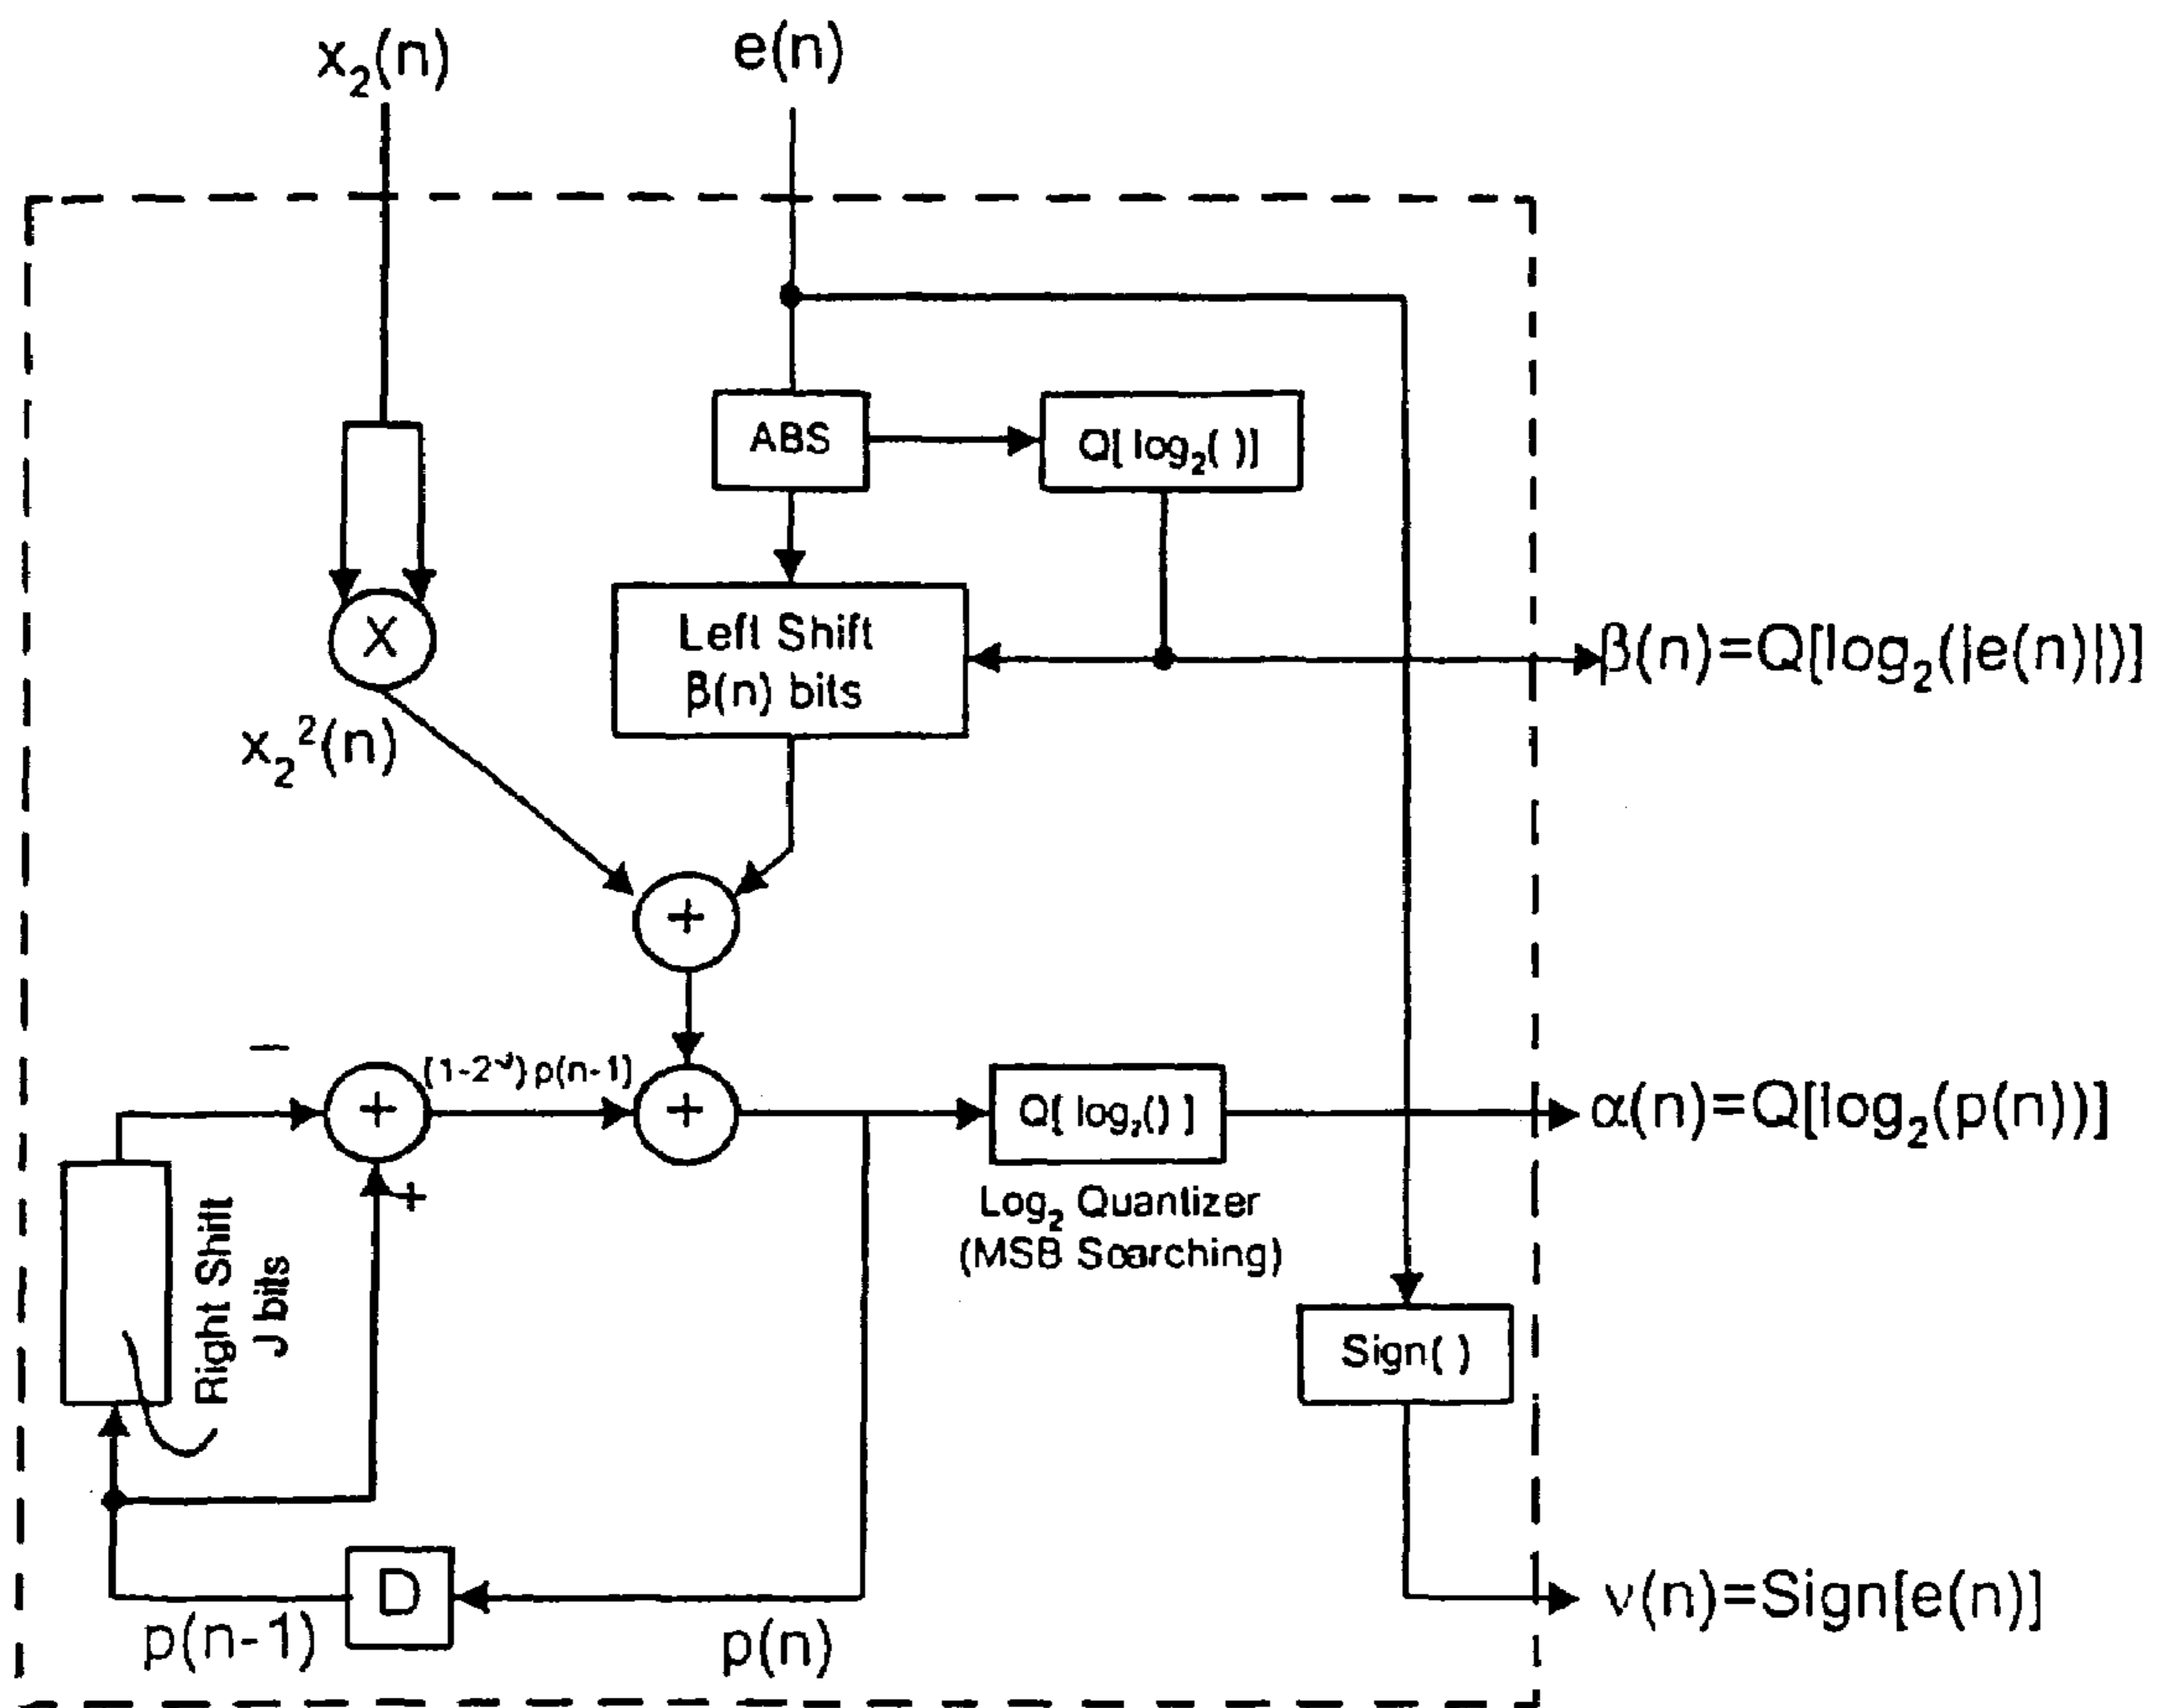 x₂(n)
e(n)
ABS
Q[ log₂( )]
Left Shift
β(n) bits
X
β(n)=Q[log₂(|e(n)|)]
x₂²(n)
+
−
(1-2⁻ᴶ) p(n-1)
+
+
Q[ log₂() ]
α(n)=Q[log₂(p(n))]
+
Log₂ Quantizer
(MSB Searching)
Right Shift
J bits
Sign( )
D
ν(n)=Sign[e(n)]
p(n-1)
p(n)